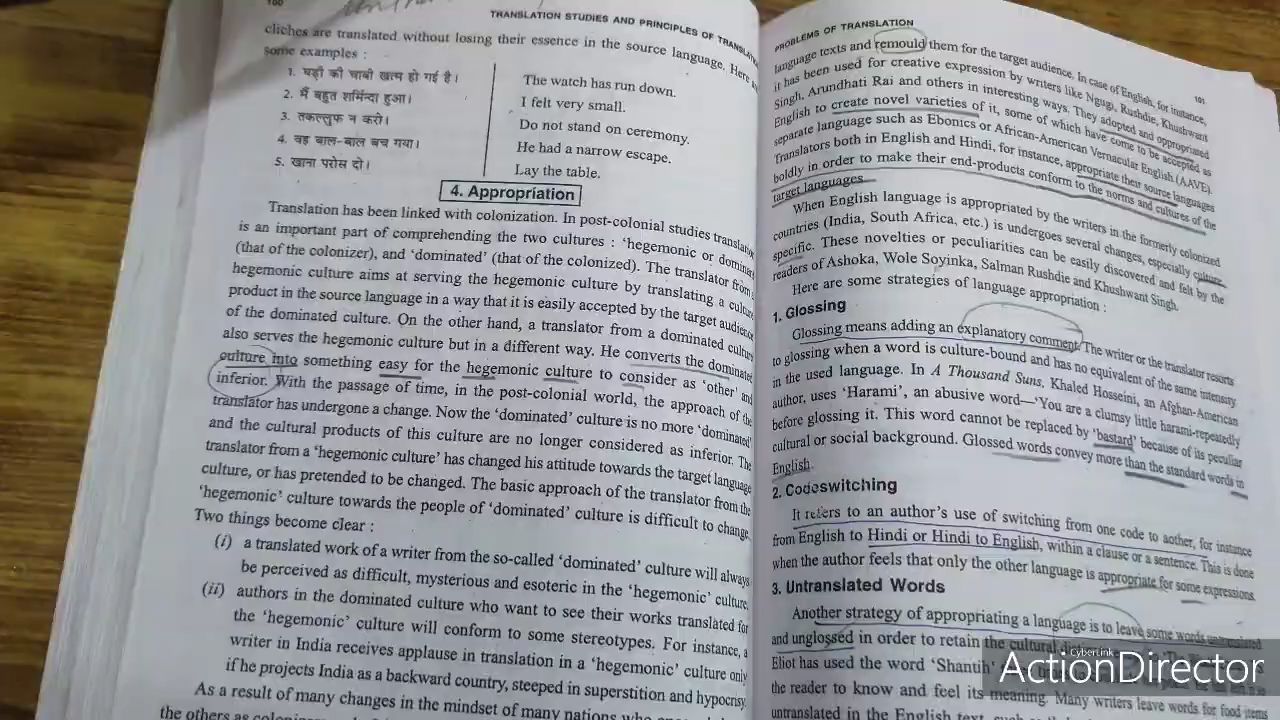 100
TRANSLATION STUDIES AND PRINCIPLES OF
cliches are translated without losing their essence in the source language. Here
some examples :
1. घड़ी की चाबी खत्म हो गई है। The watch has run down.
2. मैं बहुत शर्मिन्दा हुआ। I felt very small.
3. तकल्लुफ न करो। Do not stand on ceremony.
4. वह बाल-बाल बच गया। He had a narrow escape.
5. खाना परोस दो। Lay the table.
4. Appropriation
Translation has been linked with colonization. In post-colonial studies
is an important part of comprehending the two cultures : ‘hegemonic or
(that of the colonizer), and ‘dominated’ (that of the colonized). The translator from
hegemonic culture aims at serving the hegemonic culture by translating a
product in the source language in a way that it is easily accepted by the target
of the dominated culture. On the other hand, a translator from a dominated culture
also serves the hegemonic culture but in a different way. He converts the
culture into something easy for the hegemonic culture to consider as ‘other’ and
inferior. With the passage of time, in the post-colonial world, the approach of the
translator has undergone a change. Now the ‘dominated’ culture is no more ‘dominated’
and the cultural products of this culture are no longer considered as inferior. The
translator from a ‘hegemonic culture’ has changed his attitude towards the target language
culture, or has pretended to be changed. The basic approach of the translator from the
‘hegemonic’ culture towards the people of ‘dominated’ culture is difficult to change.
Two things become clear :
(i) a translated work of a writer from the so-called ‘dominated’ culture will always
be perceived as difficult, mysterious and esoteric in the ‘hegemonic’ culture.
(ii) authors in the dominated culture who want to see their works translated for
the ‘hegemonic’ culture will conform to some stereotypes. For instance, a
writer in India receives applause in translation in a ‘hegemonic’ culture only
if he projects India as a backward country, steeped in superstition and hypocrisy.
As a result of many changes in the mindset of many nations who
the others as
PROBLEMS OF TRANSLATION
101
language texts and remould them for the target audience. In case of English, for instance,
it has been used for creative expression by writers like Ngugi, Rushdie, Khushwant
Singh, Arundhati Rai and others in interesting ways. They adopted and appropriated
English to create novel varieties of it, some of which have come to be accepted as
separate language such as Ebonics or African-American Vernacular English (AAVE).
Translators both in English and Hindi, for instance, appropriate their source languages
boldly in order to make their end-products conform to the norms and cultures of the
target languages.
When English language is appropriated by the writers in the formerly colonized
countries (India, South Africa, etc.) is undergoes several changes, especially culture
specific. These novelties or peculiarities can be easily discovered and felt by the
readers of Ashoka, Wole Soyinka, Salman Rushdie and Khushwant Singh.
Here are some strategies of language appropriation :
1. Glossing
Glossing means adding an explanatory comment. The writer or the translator resorts
to glossing when a word is culture-bound and has no equivalent of the same intensity
in the used language. In A Thousand Suns, Khaled Hosseini, an Afghan-American
author, uses ‘Harami’, an abusive word—‘You are a clumsy little harami-repeatedly
before glossing it. This word cannot be replaced by ‘bastard’ because of its peculiar
cultural or social background. Glossed words convey more than the standard words in
English.
2. Codeswitching
It refers to an author’s use of switching from one code to aother, for instance
from English to Hindi or Hindi to English, within a clause or a sentence. This is done
when the author feels that only the other language is appropriate for some expressions.
3. Untranslated Words
Another strategy of appropriating a language is to leave some words untranslated
and unglossed in order to retain the cultural
Eliot has used the word ‘Shantih’
the reader to know and feel its meaning. Many writers leave words for food items
untranslated in the English text,
CyberLink
ActionDirector